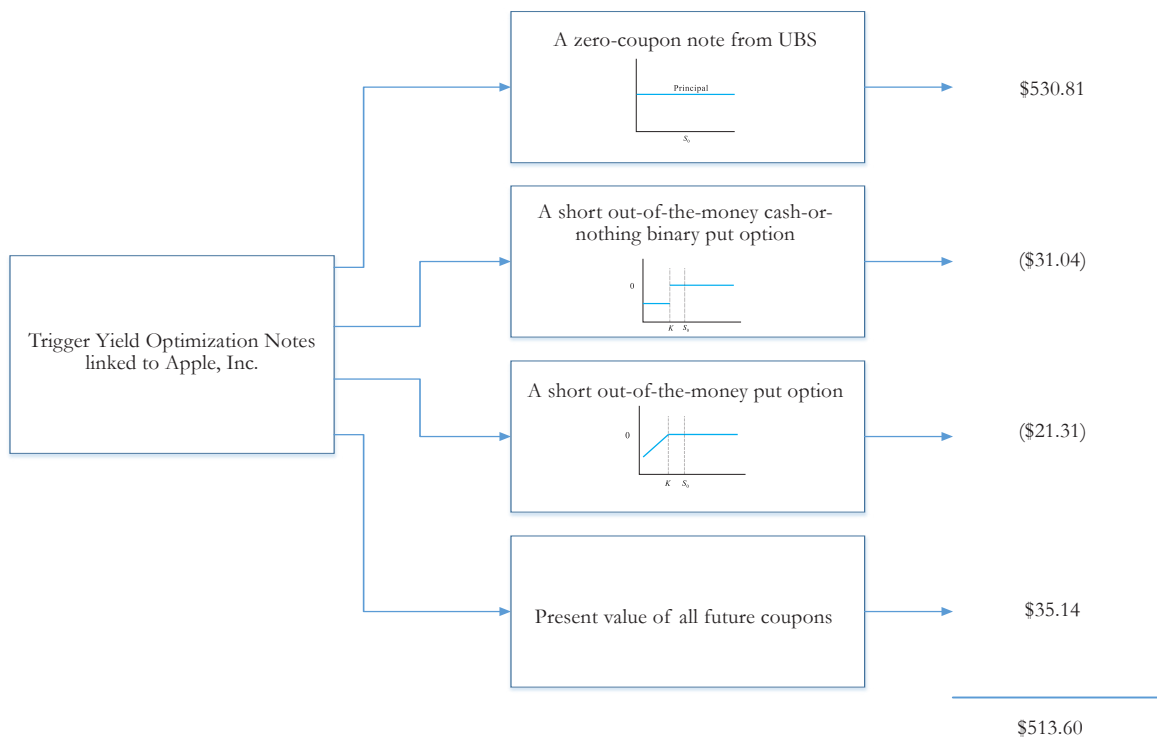 A zero-coupon note from UBS
Principal
S0
$530.81
A short out-of-the-money cash-or-
nothing binary put option
0
K S0
($31.04)
Trigger Yield Optimization Notes
linked to Apple, Inc.
A short out-of-the-money put option
0
K S0
($21.31)
Present value of all future coupons
$35.14
$513.60